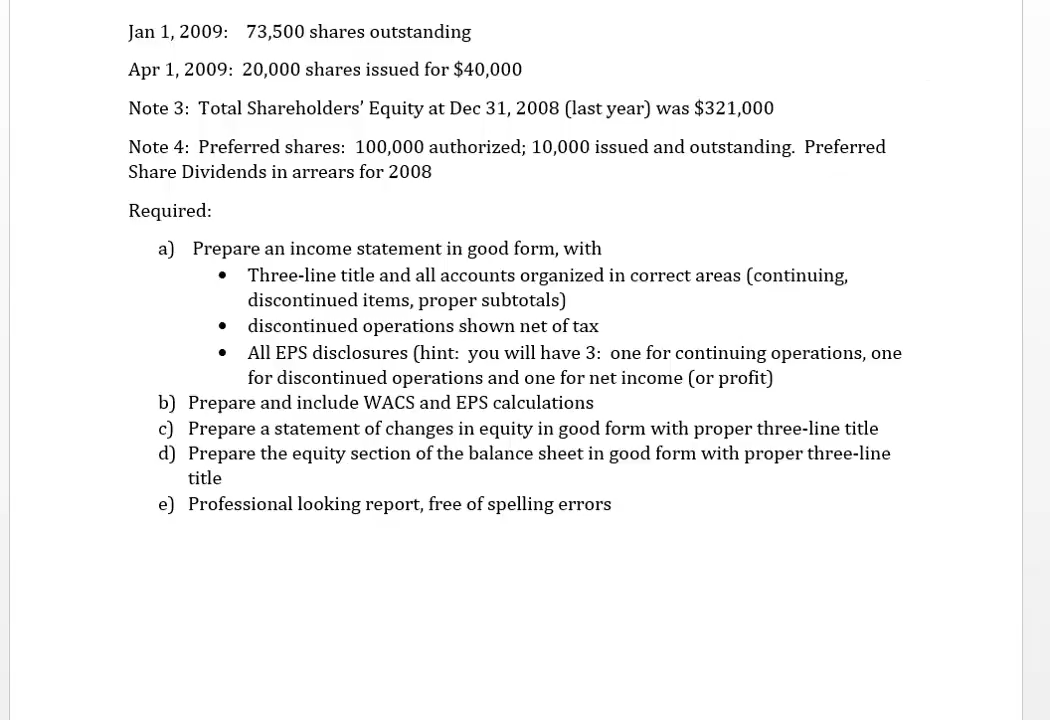 Jan 1, 2009: 73,500 shares outstanding
Apr 1, 2009: 20,000 shares issued for $40,000
Note 3: Total Shareholders' Equity at Dec 31, 2008 (last year) was $321,000
Note 4: Preferred shares: 100,000 authorized; 10,000 issued and outstanding. Preferred
Share Dividends in arrears for 2008
Required:
a) Prepare an income statement in good form, with
• Three-line title and all accounts organized in correct areas (continuing,
discontinued items, proper subtotals)
• discontinued operations shown net of tax
• All EPS disclosures (hint: you will have 3: one for continuing operations, one
for discontinued operations and one for net income (or profit)
b) Prepare and include WACS and EPS calculations
c) Prepare a statement of changes in equity in good form with proper three-line title
d) Prepare the equity section of the balance sheet in good form with proper three-line
title
e) Professional looking report, free of spelling errors